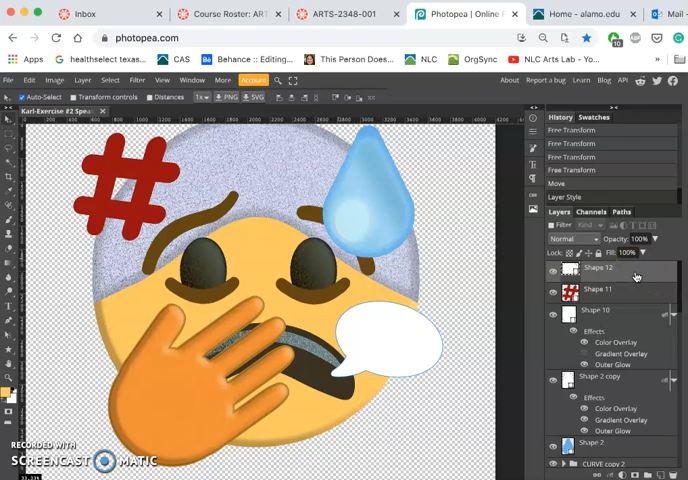 Inbox
Course Roster: ART
ARTS-2348-001
Photopea | Online P
Home - alamo.edu
Mail -
photopea.com
10
Apps
healthselect texas...
CAS
Behance :: Editing...
This Person Does...
NLC
OrgSync
NLC Arts Lab - Yo...
File Edit Image Layer Select Filter View Window More Account
About Report a bug Learn Blog API
Auto-Select Transform controls Distances 1x PNG SVG
Karl-Exercise #2 Spea
History Swatches
Free Transform
Free Transform
Free Transform
Free Transform
Move
Layer Style
Layers Channels Paths
Filter Kind
Normal Opacity: 100%
Lock: Fill: 100%
Shape 12
Shape 11
Shape 10
Effects
Color Overlay
Gradient Overlay
Outer Glow
Shape 2 copy
Effects
Color Overlay
Gradient Overlay
Outer Glow
Shape 2
CURVE copy 2
#
RECORDED WITH
SCREENCAST MATIC
33.33%